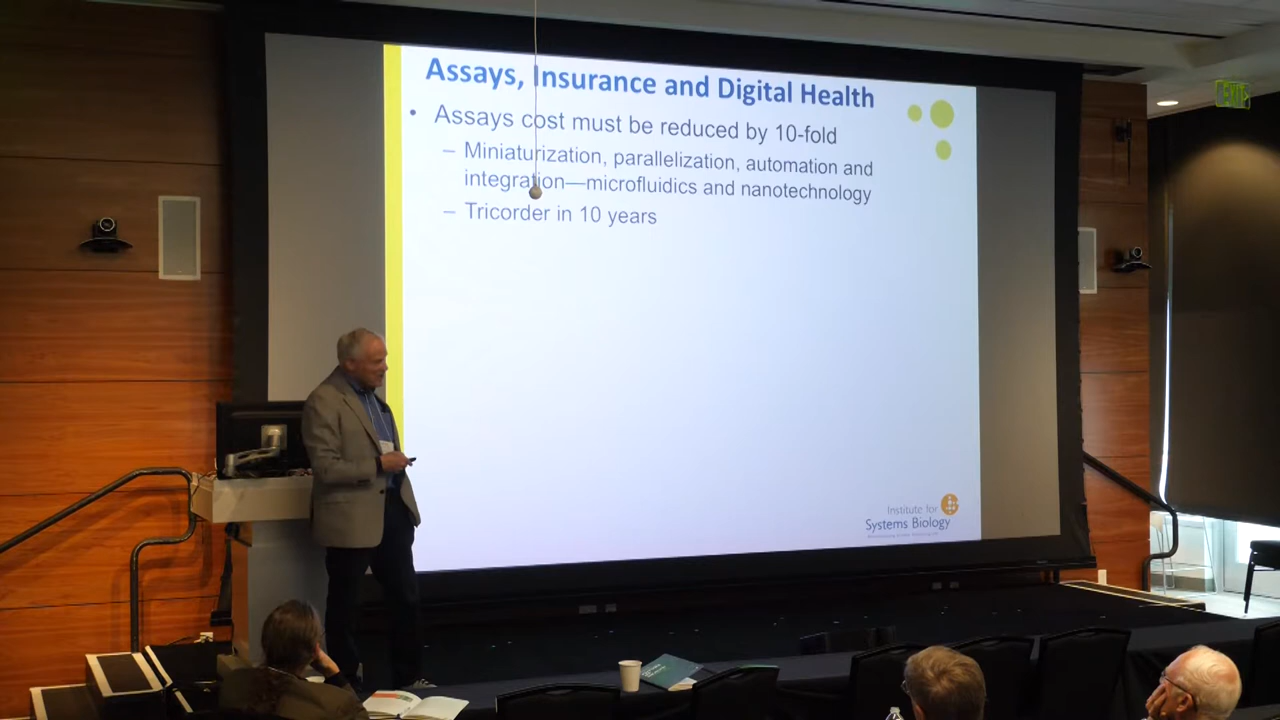 Assays, Insurance and Digital Health
• Assays cost must be reduced by 10-fold
– Miniaturization, parallelization, automation and
integration—microfluidics and nanotechnology
– Tricorder in 10 years
Institute for
Systems Biology
EXIT